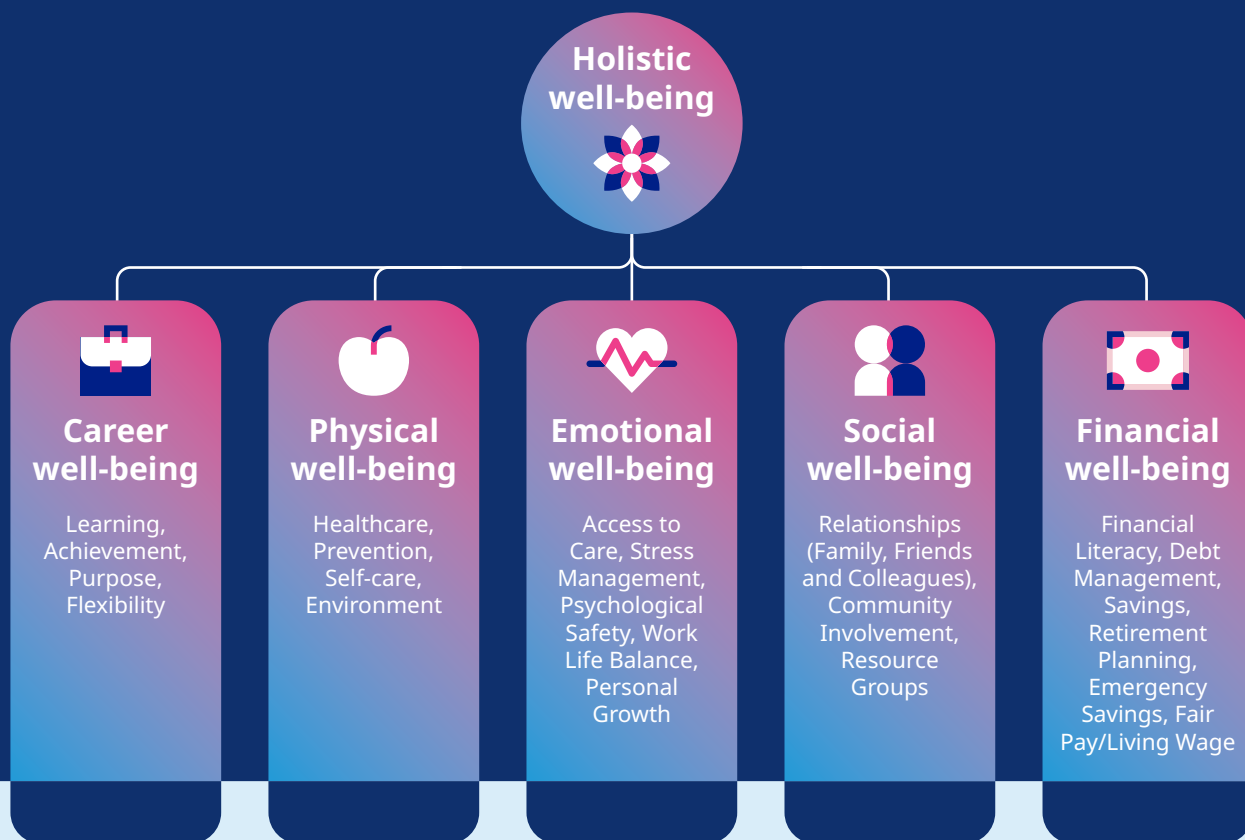 Holistic
well-being
Career
well-being
Learning,
Achievement,
Purpose,
Flexibility
Physical
well-being
Healthcare,
Prevention,
Self-care,
Environment
Emotional
well-being
Access to
Care, Stress
Management,
Psychological
Safety, Work
Life Balance,
Personal
Growth
Social
well-being
Relationships
(Family, Friends
and Colleagues),
Community
Involvement,
Resource
Groups
Financial
well-being
Financial
Literacy, Debt
Management,
Savings,
Retirement
Planning,
Emergency
Savings, Fair
Pay/Living Wage